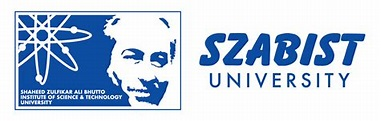 SHAHEED ZULFIKAR ALI BHUTTO
INSTITUTE OF SCIENCE & TECHNOLOGY
UNIVERSITY
SZABIST
UNIVERSITY